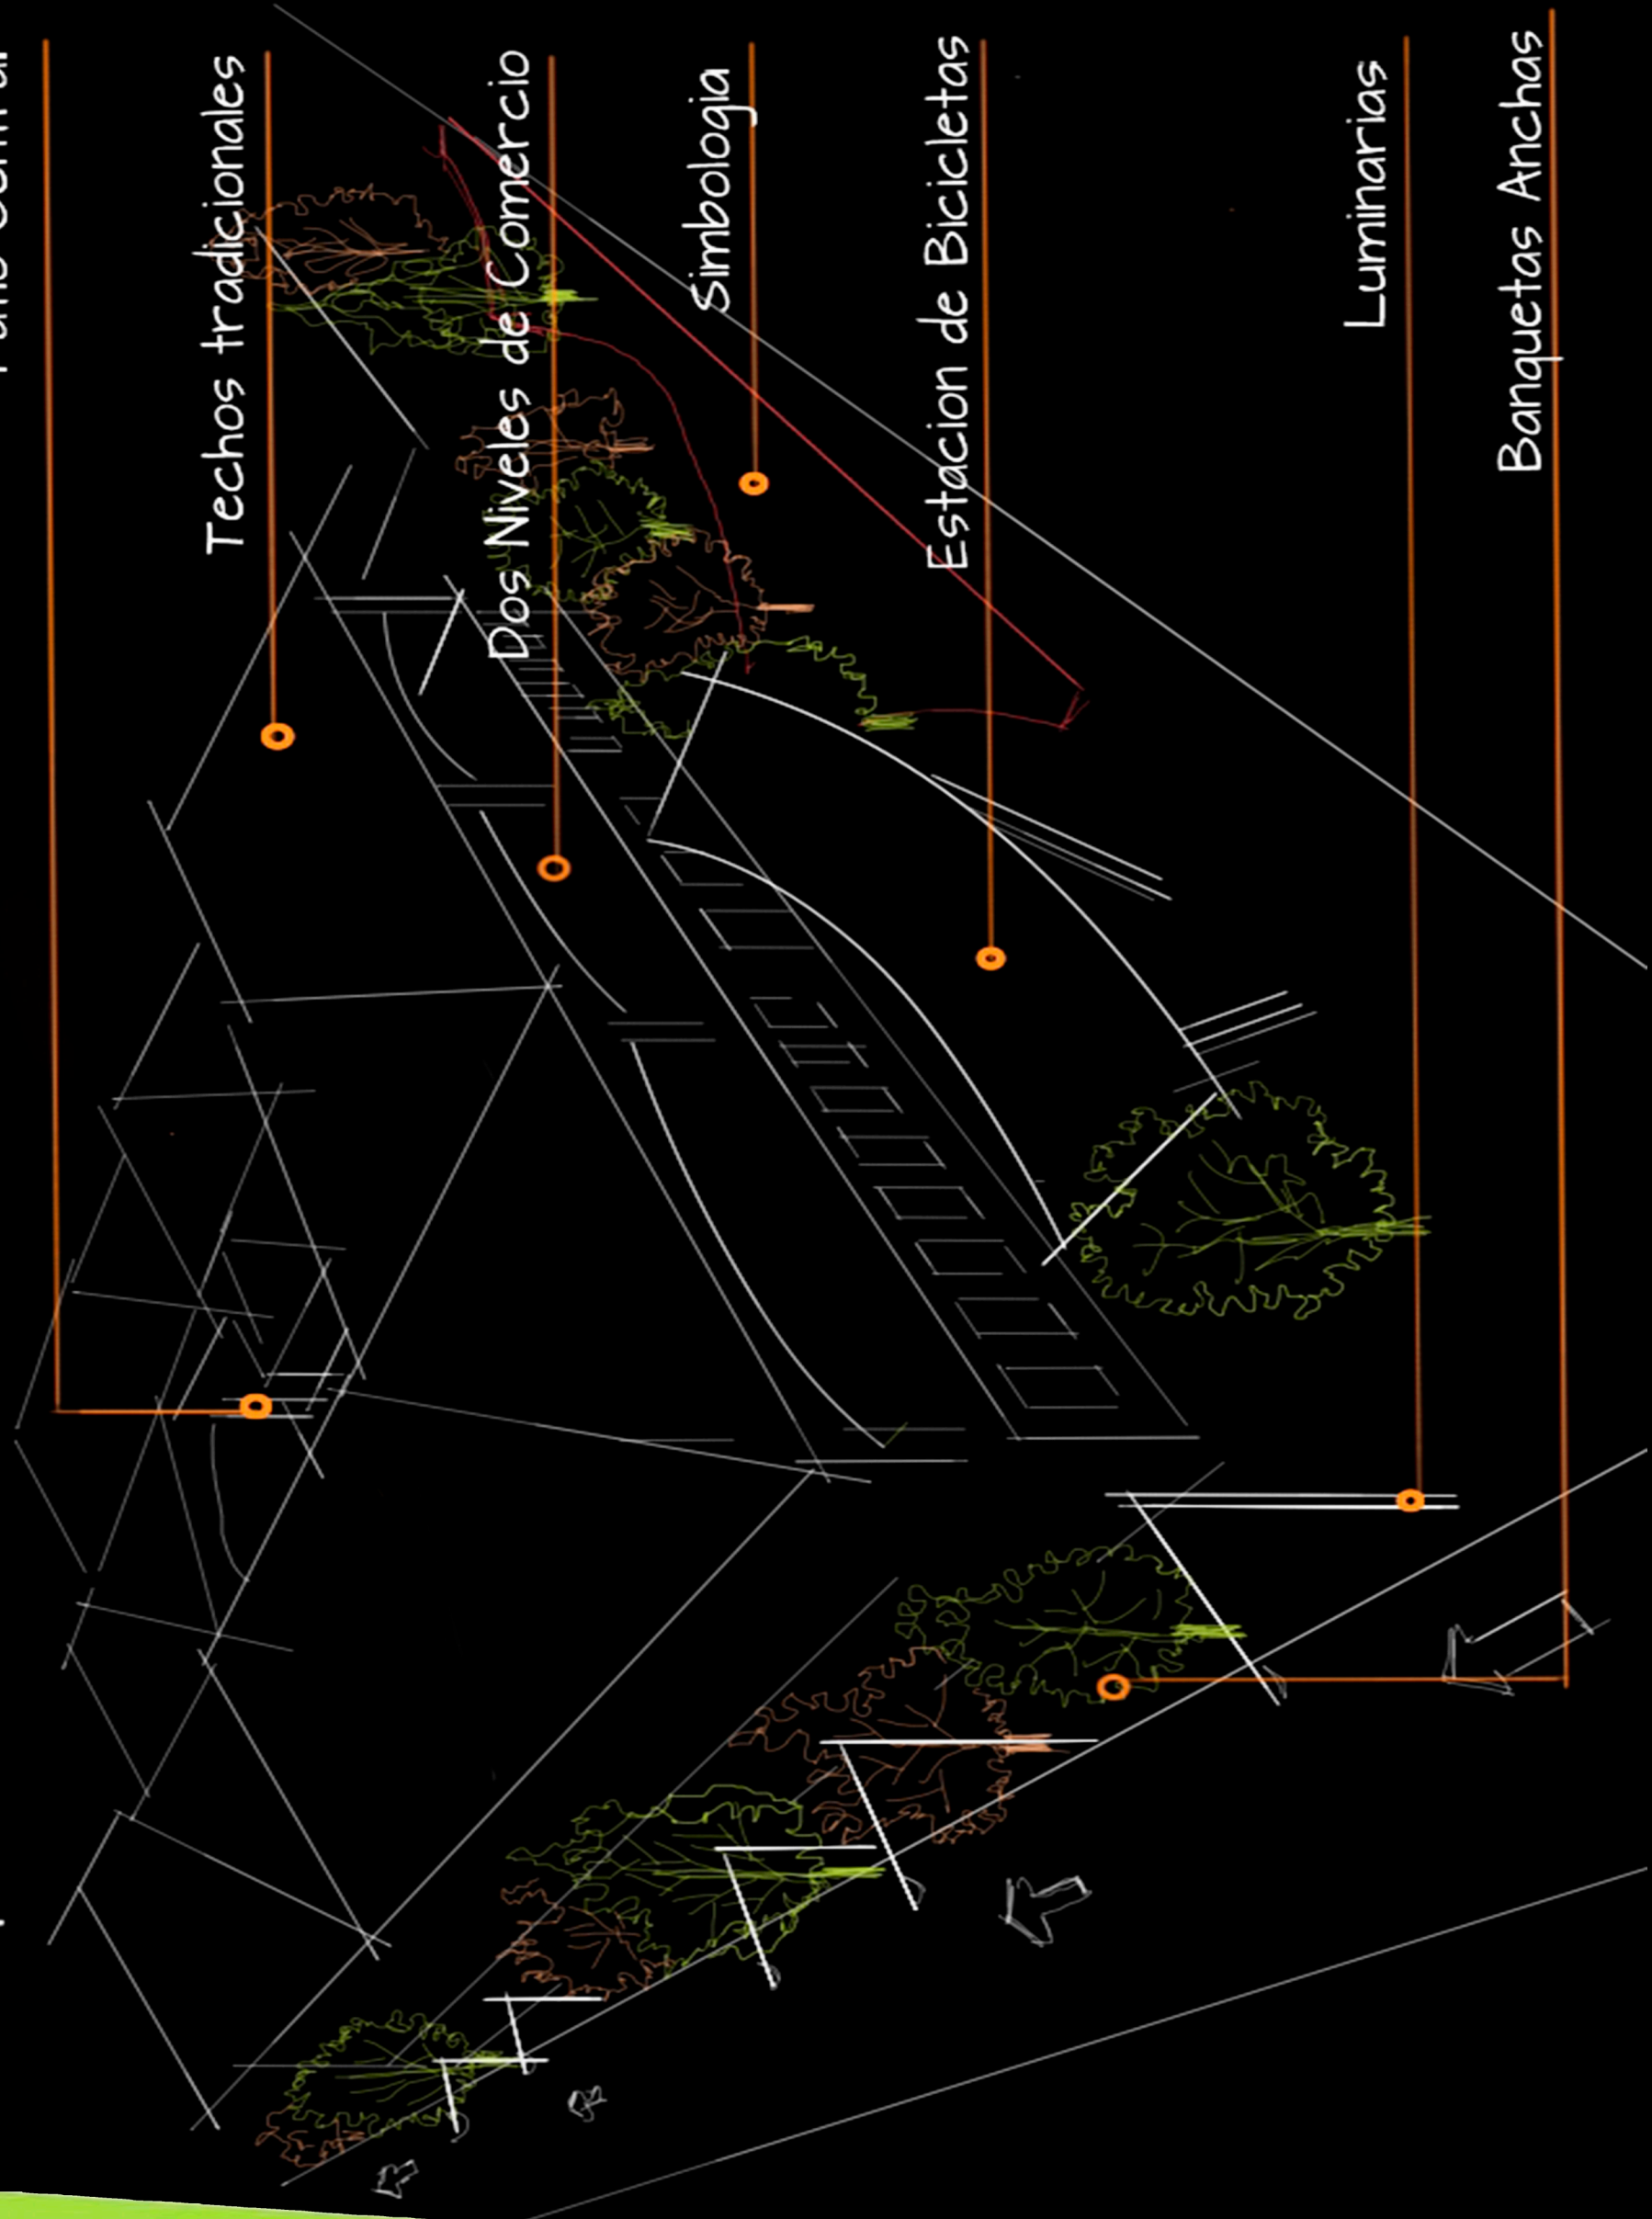 Techos tradicionales
Dos Niveles de Comercio
Simbologia
Estacion de Bicicletas
Luminarias
Banquetas Anchas